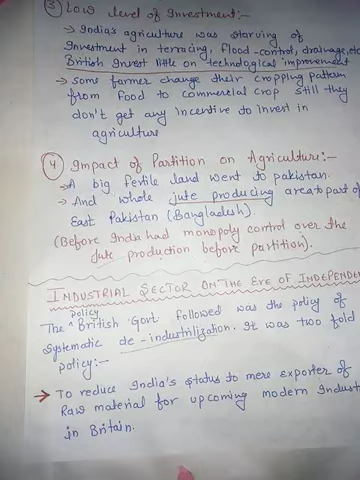 ③ Low level of Investment:-
→ India's agriculture was starving of
Investment in terracing, flood-control, drainage, etc
British Invest little on technological improvement
→ Some farmer change their cropping pattern
from food to commercial crop still they
don't get any incentive to invest in
agriculture
④ Impact of Partition on Agriculture:-
→ A big fertile land went to pakistan.
→ And whole jute producing area to part of
East Pakistan (Bangladesh).
(Before India had monopoly control over the
Jute production before partition).
INDUSTRIAL SECTOR ON THE EVE OF INDEPENDEN
policy
The ^ British Govt followed was the policy of
systematic de-industrilization. It was two fold
policy:-
→ To reduce India's status to mere exporter of
Raw material for upcoming modern Indust
in Britain.